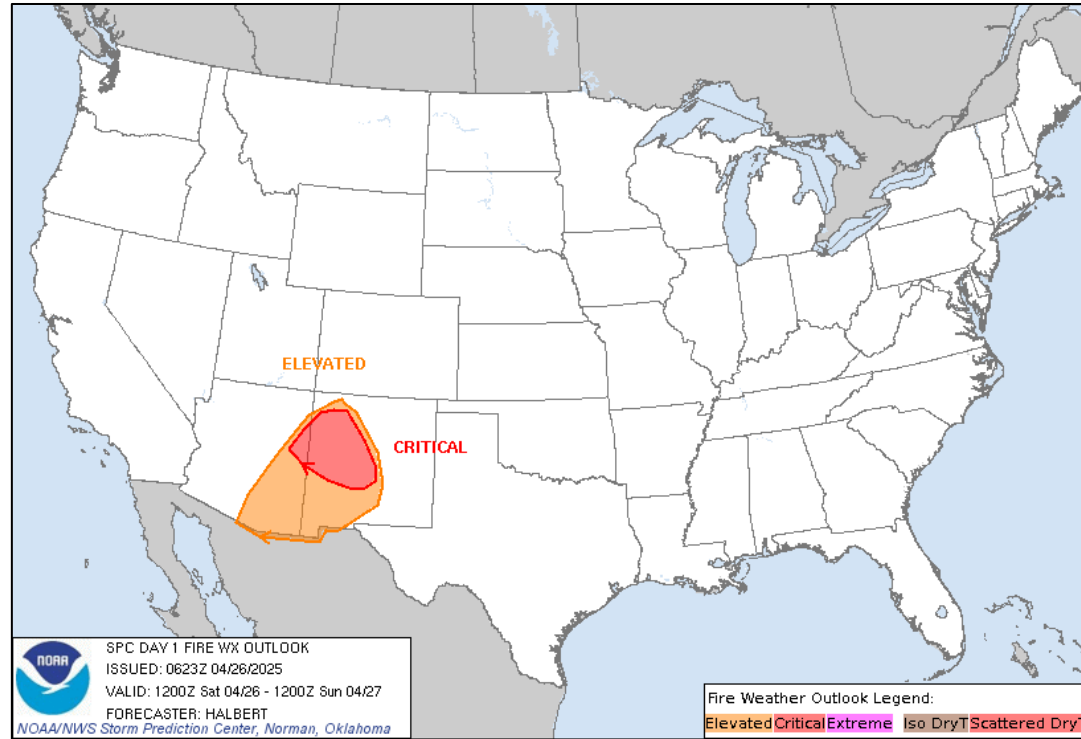 ELEVATED
CRITICAL
NOAA
SPC DAY 1 FIRE WX OUTLOOK
ISSUED: 0623Z 04/26/2025
VALID: 1200Z Sat 04/26 - 1200Z Sun 04/27
FORECASTER: HALBERT
NOAA/NWS Storm Prediction Center, Norman, Oklahoma
Fire Weather Outlook Legend:
Elevated Critical Extreme Iso DryT Scattered DryT